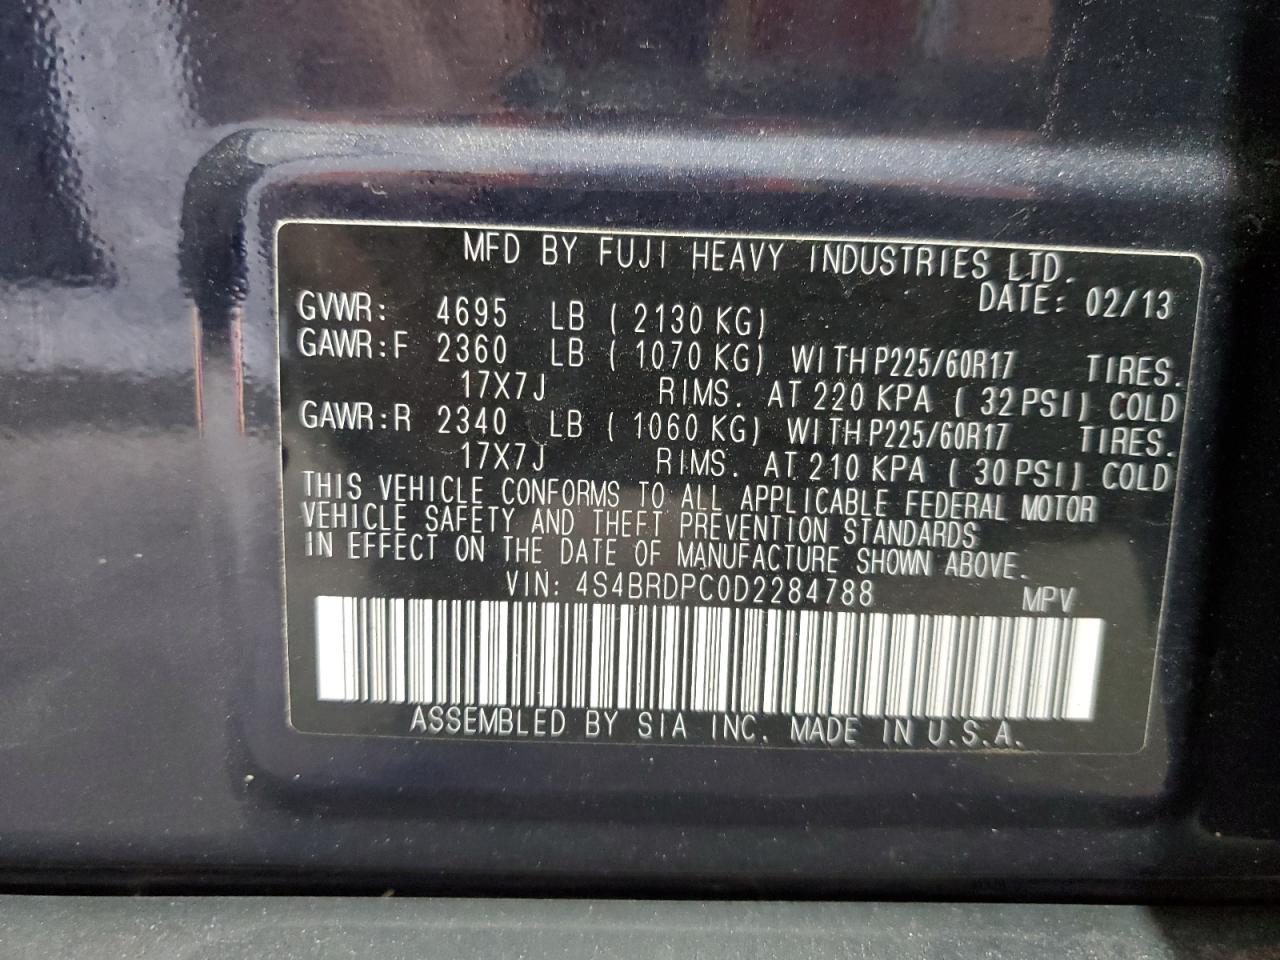 MFD BY FUJI HEAVY INDUSTRIES LTD.
DATE: 02/13
GVWR: 4695 LB (2130 KG)
GAWR:F 2360 LB (1070 KG) WITH P225/60R17 TIRES.
17X7J RIMS. AT 220 KPA (32 PSI) COLD
GAWR:R 2340 LB (1060 KG) WITH P225/60R17 TIRES.
17X7J RIMS. AT 210 KPA (30 PSI) COLD
THIS VEHICLE CONFORMS TO ALL APPLICABLE FEDERAL MOTOR
VEHICLE SAFETY AND THEFT PREVENTION STANDARDS
IN EFFECT ON THE DATE OF MANUFACTURE SHOWN ABOVE.
VIN: 4S4BRDPC0D2284788 MPV
ASSEMBLED BY SIA INC. MADE IN U.S.A.